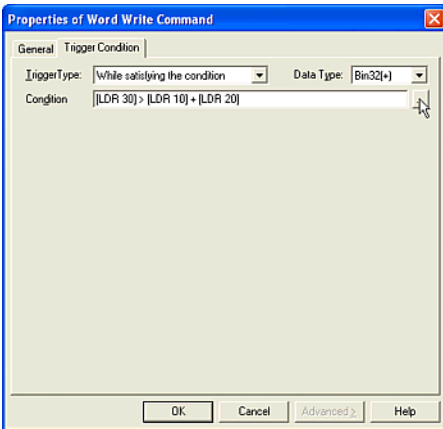 Properties of Word Write Command
General Trigger Condition
TriggerType: While satisfying the condition Data Type: Bin32(+)
Condition [LDR 30] > [LDR 10] + [LDR 20]
OK Cancel Advanced > Help